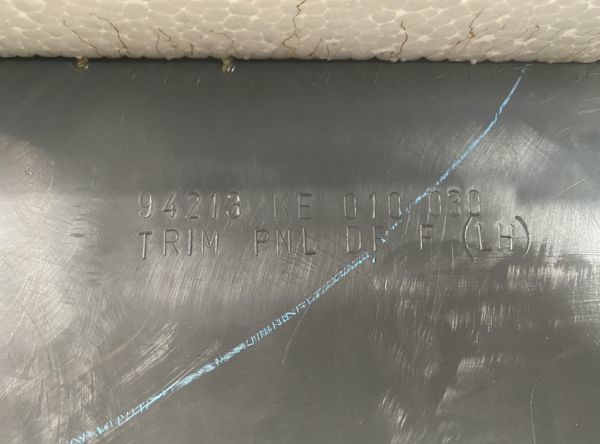 94213 KE 010 030
TRIM PNL DR F (LH)